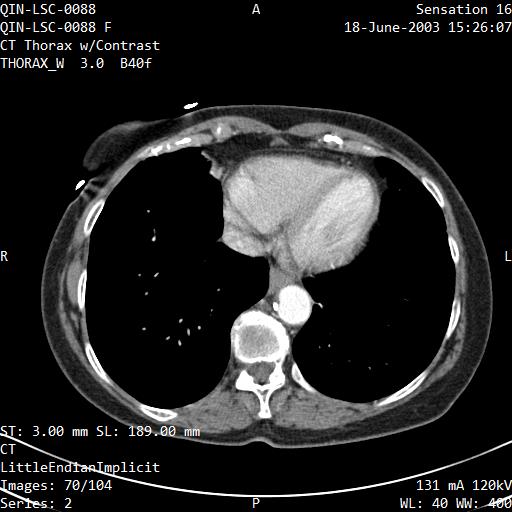 QIN-LSC-0088
A
Sensation 16
QIN-LSC-0088 F
18-June-2003 15:26:07
CT Thorax w/Contrast
THORAX_W 3.0 B40f
R
L
ST: 3.00 mm SL: 189.00 mm
CT
LittleEndianImplicit
Images: 70/104
131 mA 120kV
Series: 2
P
WL: 40 WW: 400